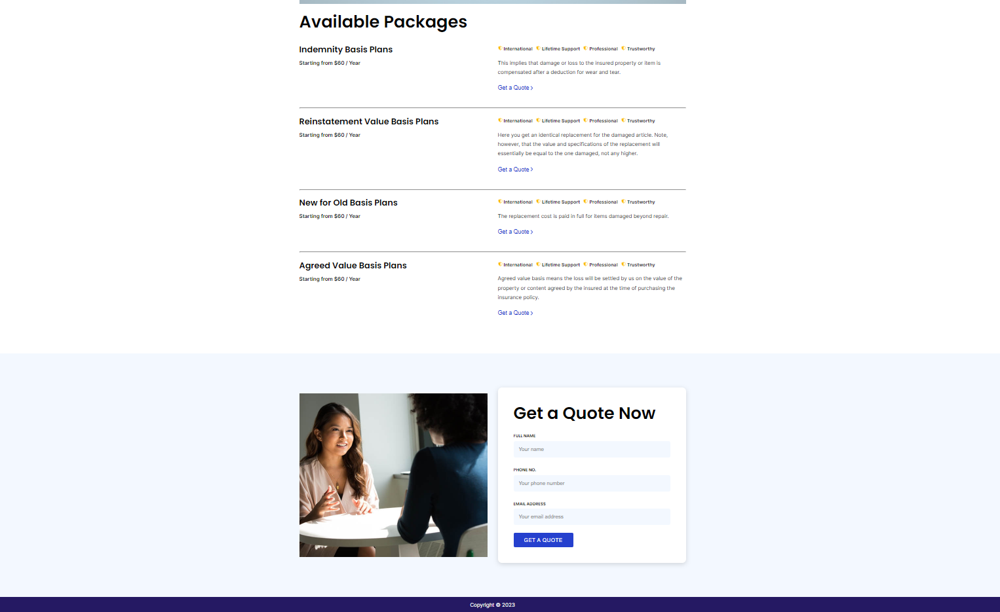 Available Packages
Indemnity Basis Plans
Starting from $60 / Year
International Lifetime Support Professional Trustworthy
This implies that damage or loss to the insured property or item is
compensated after a deduction for wear and tear.
Get a Quote >
Reinstatement Value Basis Plans
Starting from $60 / Year
International Lifetime Support Professional Trustworthy
Here you get an identical replacement for the damaged article. Note,
however, that the value and specifications of the replacement will
essentially be equal to the one damaged, not any higher.
Get a Quote >
New for Old Basis Plans
Starting from $60 / Year
International Lifetime Support Professional Trustworthy
The replacement cost is paid in full for items damaged beyond repair.
Get a Quote >
Agreed Value Basis Plans
Starting from $60 / Year
International Lifetime Support Professional Trustworthy
Agreed value basis means the loss will be settled by us on the value of the
property or content agreed by the insured at the time of purchasing the
insurance policy.
Get a Quote >
Get a Quote Now
FULL NAME
Your name
PHONE NO.
Your phone number
EMAIL ADDRESS
Your email address
GET A QUOTE
Copyright © 2023